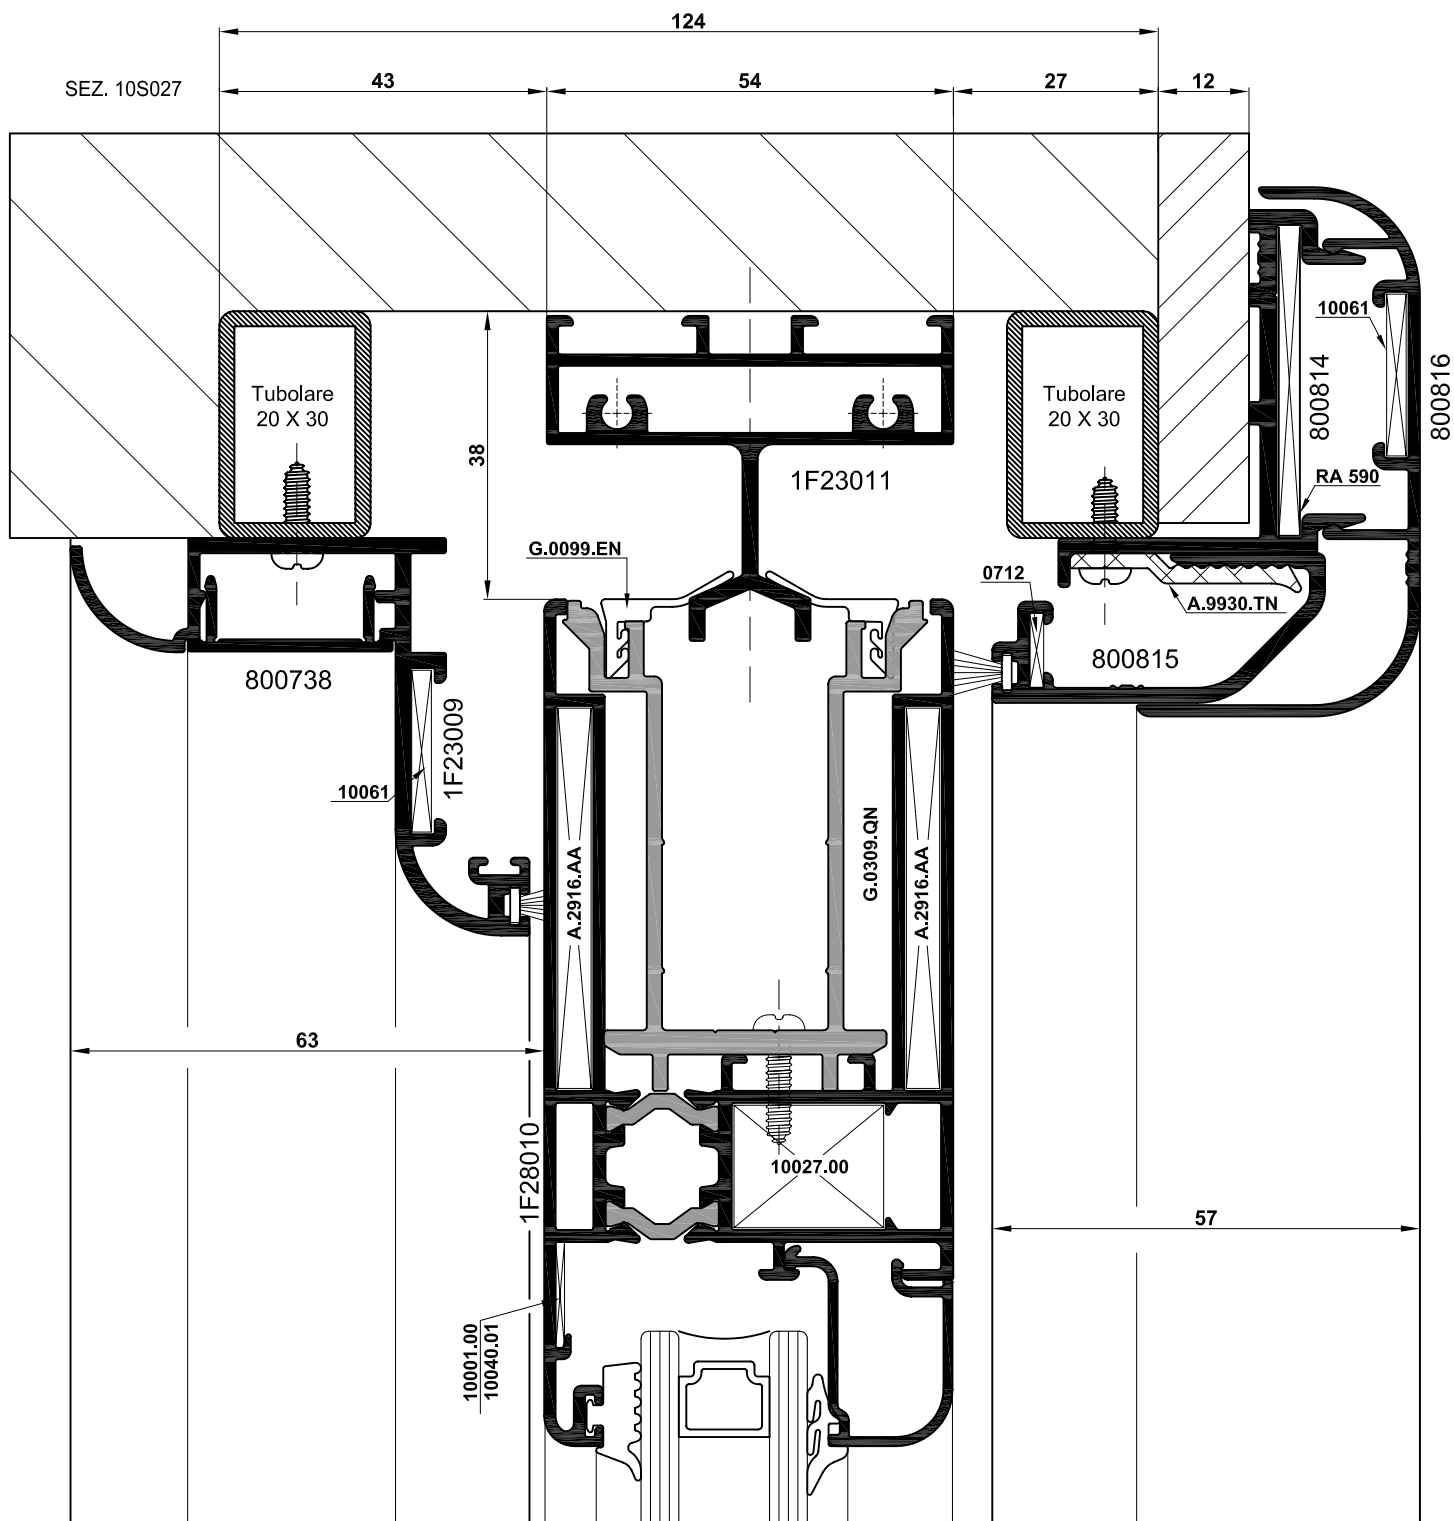 124
SEZ. 10S027
43
54
27
12
10061
800814
800816
Tubolare
20 X 30
Tubolare
20 X 30
38
1F23011
RA 590
G.0099.EN
0712
A.9930.TN
800738
800815
1F23009
10061
A.2916.AA
G.0309.QN
A.2916.AA
63
1F28010
10027.00
57
10001.00
10040.01